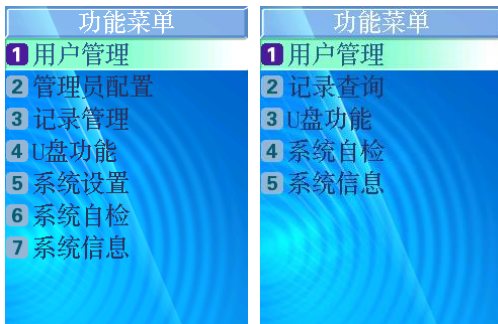 功能菜单
1 用户管理
2 管理员配置
3 记录管理
4 U盘功能
5 系统设置
6 系统自检
7 系统信息
功能菜单
1 用户管理
2 记录查询
3 U盘功能
4 系统自检
5 系统信息